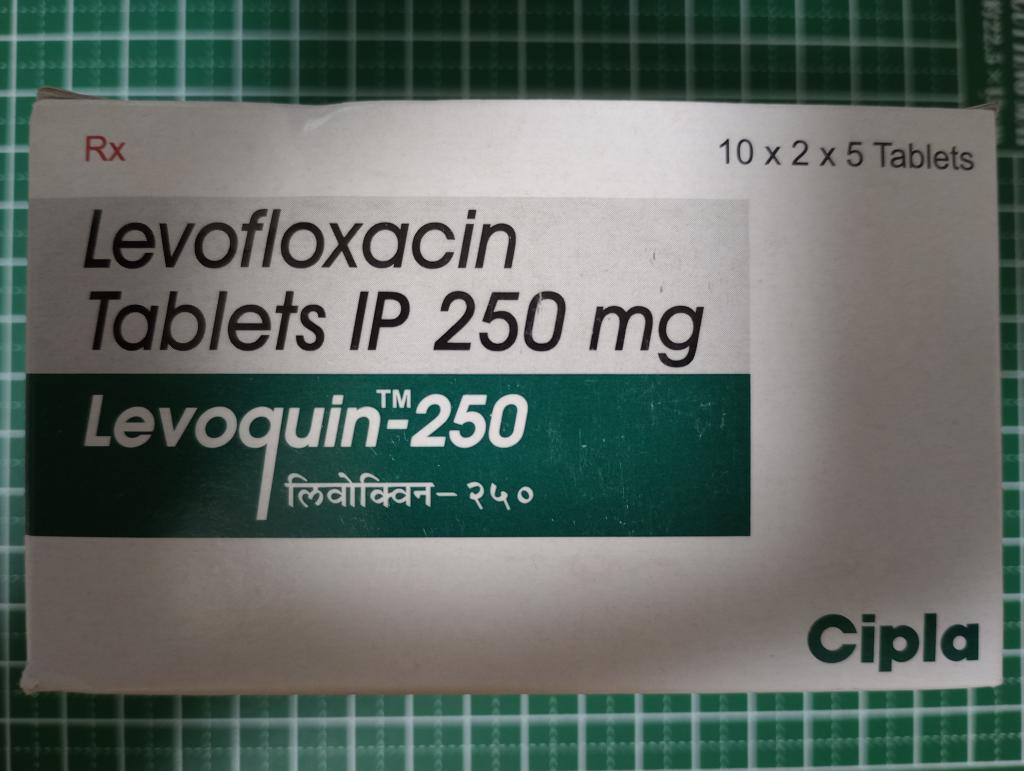 Rx
10 x 2 x 5 Tablets
Levofloxacin
Tablets IP 250 mg
Levoquin™-250
लिवोक्विन– २५०
Cipla